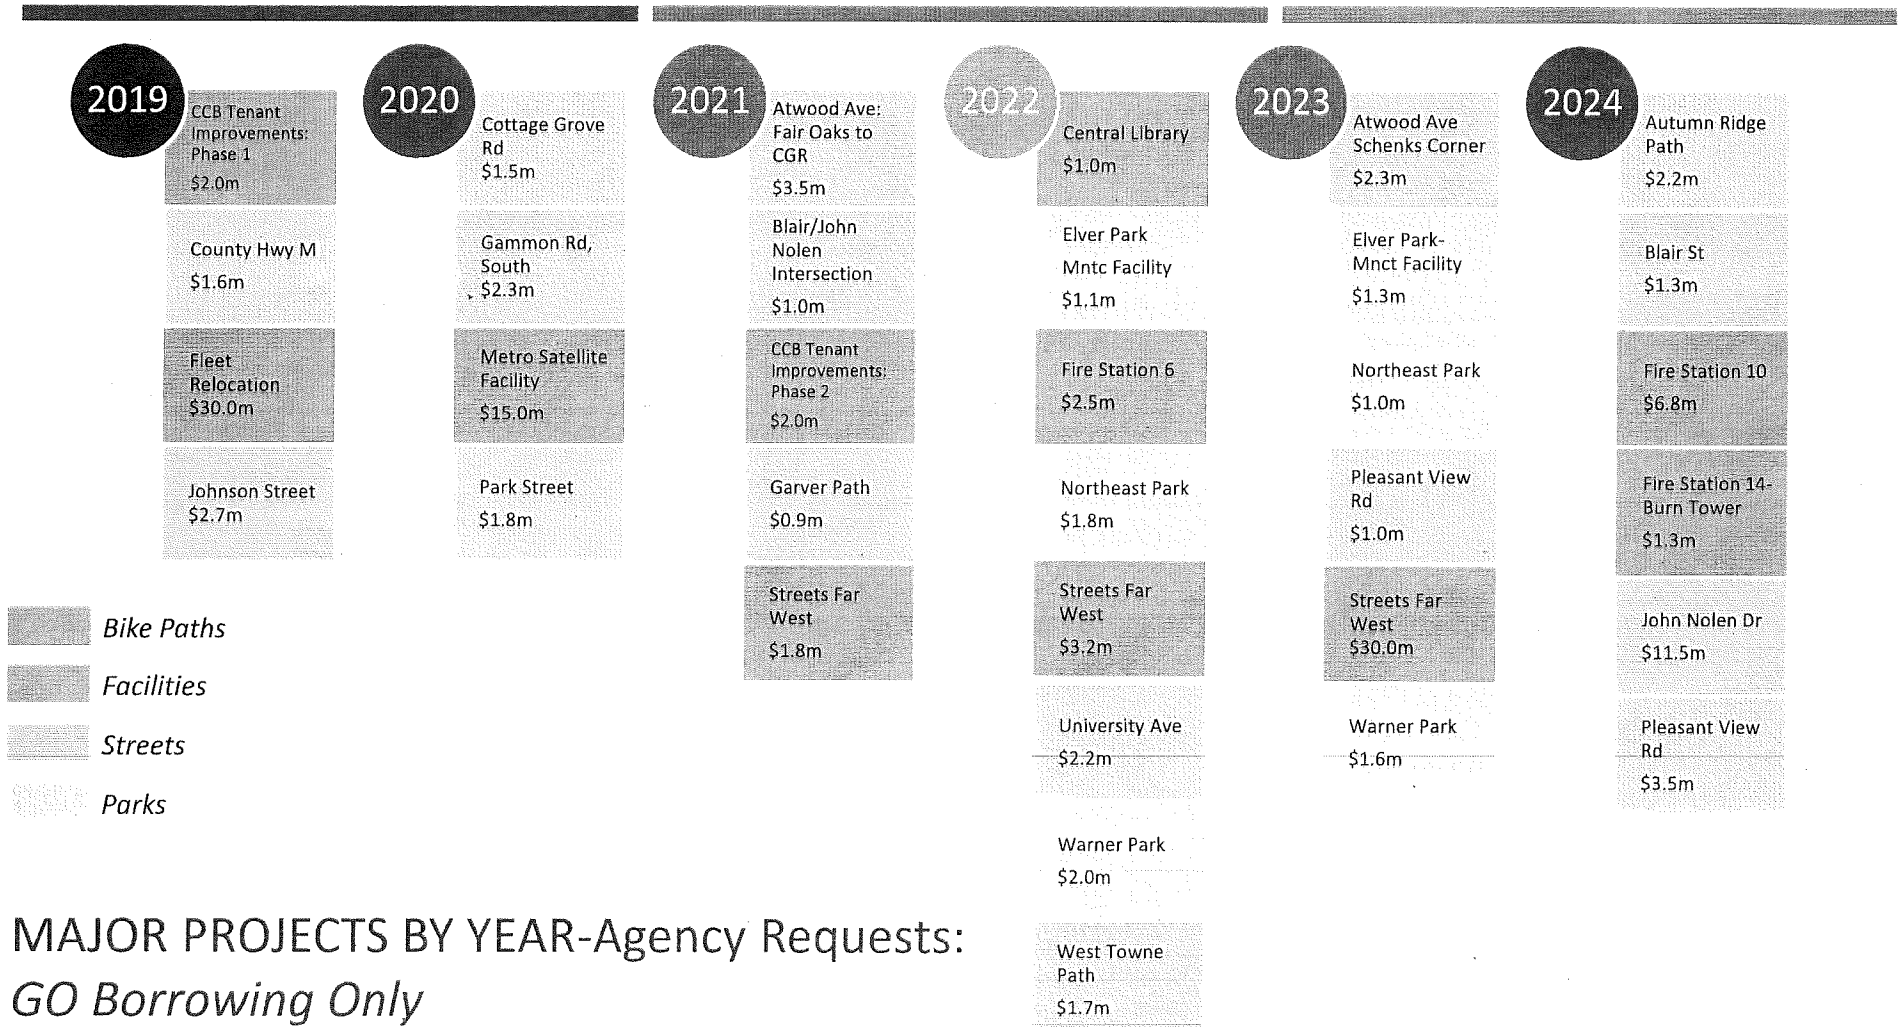 2019
CCB Tenant
Improvements:
Phase 1
$2.0m
County Hwy M
$1.6m
Fleet
Relocation
$30.0m
Johnson Street
$2.7m
2020
Cottage Grove
Rd
$1.5m
Gammon Rd,
South
$2.3m
Metro Satellite
Facility
$15.0m
Park Street
$1.8m
2021
Atwood Ave:
Fair Oaks to
CGR
$3.5m
Blair/John
Nolen
Intersection
$1.0m
CCB Tenant
Improvements:
Phase 2
$2.0m
Garver Path
$0.9m
Streets Far
West
$1.8m
2022
Central Library
$1.0m
Elver Park
Mntc Facility
$1.1m
Fire Station 6
$2.5m
Northeast Park
$1.8m
Streets Far
West
$3.2m
University Ave
$2.2m
Warner Park
$2.0m
West Towne
Path
$1.7m
2023
Atwood Ave
Schenks Corner
$2.3m
Elver Park-
Mnct Facility
$1.3m
Northeast Park
$1.0m
Pleasant View
Rd
$1.0m
Streets Far
West
$30.0m
Warner Park
$1.6m
2024
Autumn Ridge
Path
$2.2m
Blair St
$1.3m
Fire Station 10
$6.8m
Fire Station 14-
Burn Tower
$1.3m
John Nolen Dr
$11.5m
Pleasant View
Rd
$3.5m
Bike Paths
Facilities
Streets
Parks
MAJOR PROJECTS BY YEAR-Agency Requests:
GO Borrowing Only